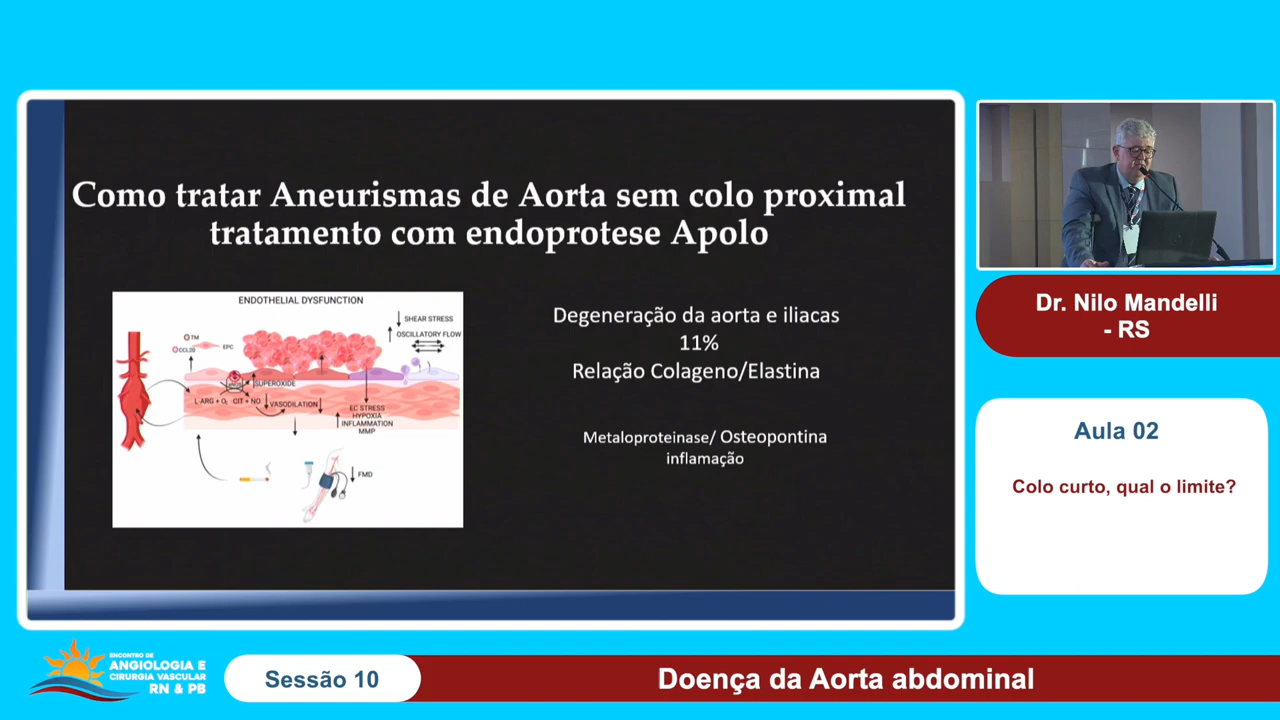 Como tratar Aneurismas de Aorta sem colo proximal
tratamento com endoprotese Apolo
ENDOTHELIAL DYSFUNCTION
SHEAR STRESS
OSCILLATORY FLOW
TM
CCL28
EPC
SUPEROXIDE
L-ARG + O₂ CIT + NO
VASODILATION
EC STRESS
HYPOXIA
INFLAMMATION
MMP
FMD
Degeneração da aorta e iliacas
11%
Relação Colageno/Elastina
Metaloproteinase/ Osteopontina
inflamação
Dr. Nilo Mandelli
- RS
Aula 02
Colo curto, qual o limite?
ENCONTRO DE
ANGIOLOGIA E
CIRURGIA VASCULAR
RN & PB
Sessão 10
Doença da Aorta abdominal